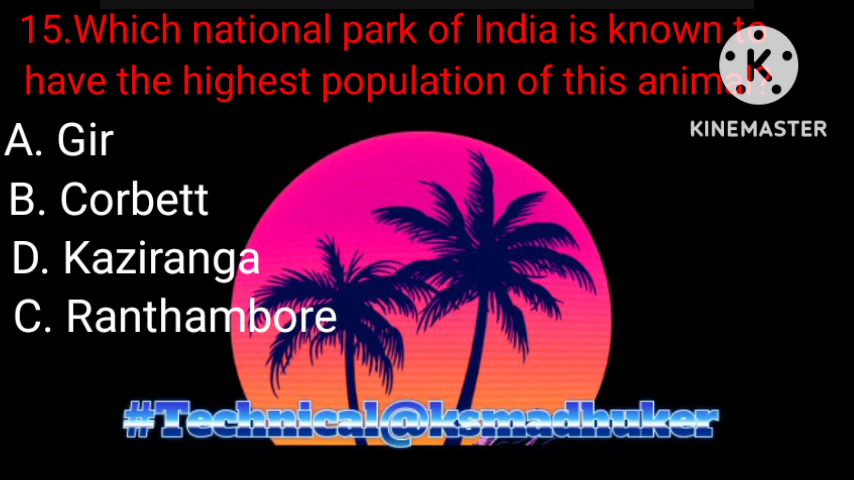 15.Which national park of India is known to
have the highest population of this animal?
KINEMASTER
A. Gir
B. Corbett
D. Kaziranga
C. Ranthambore
#Technical@ksmadhuker